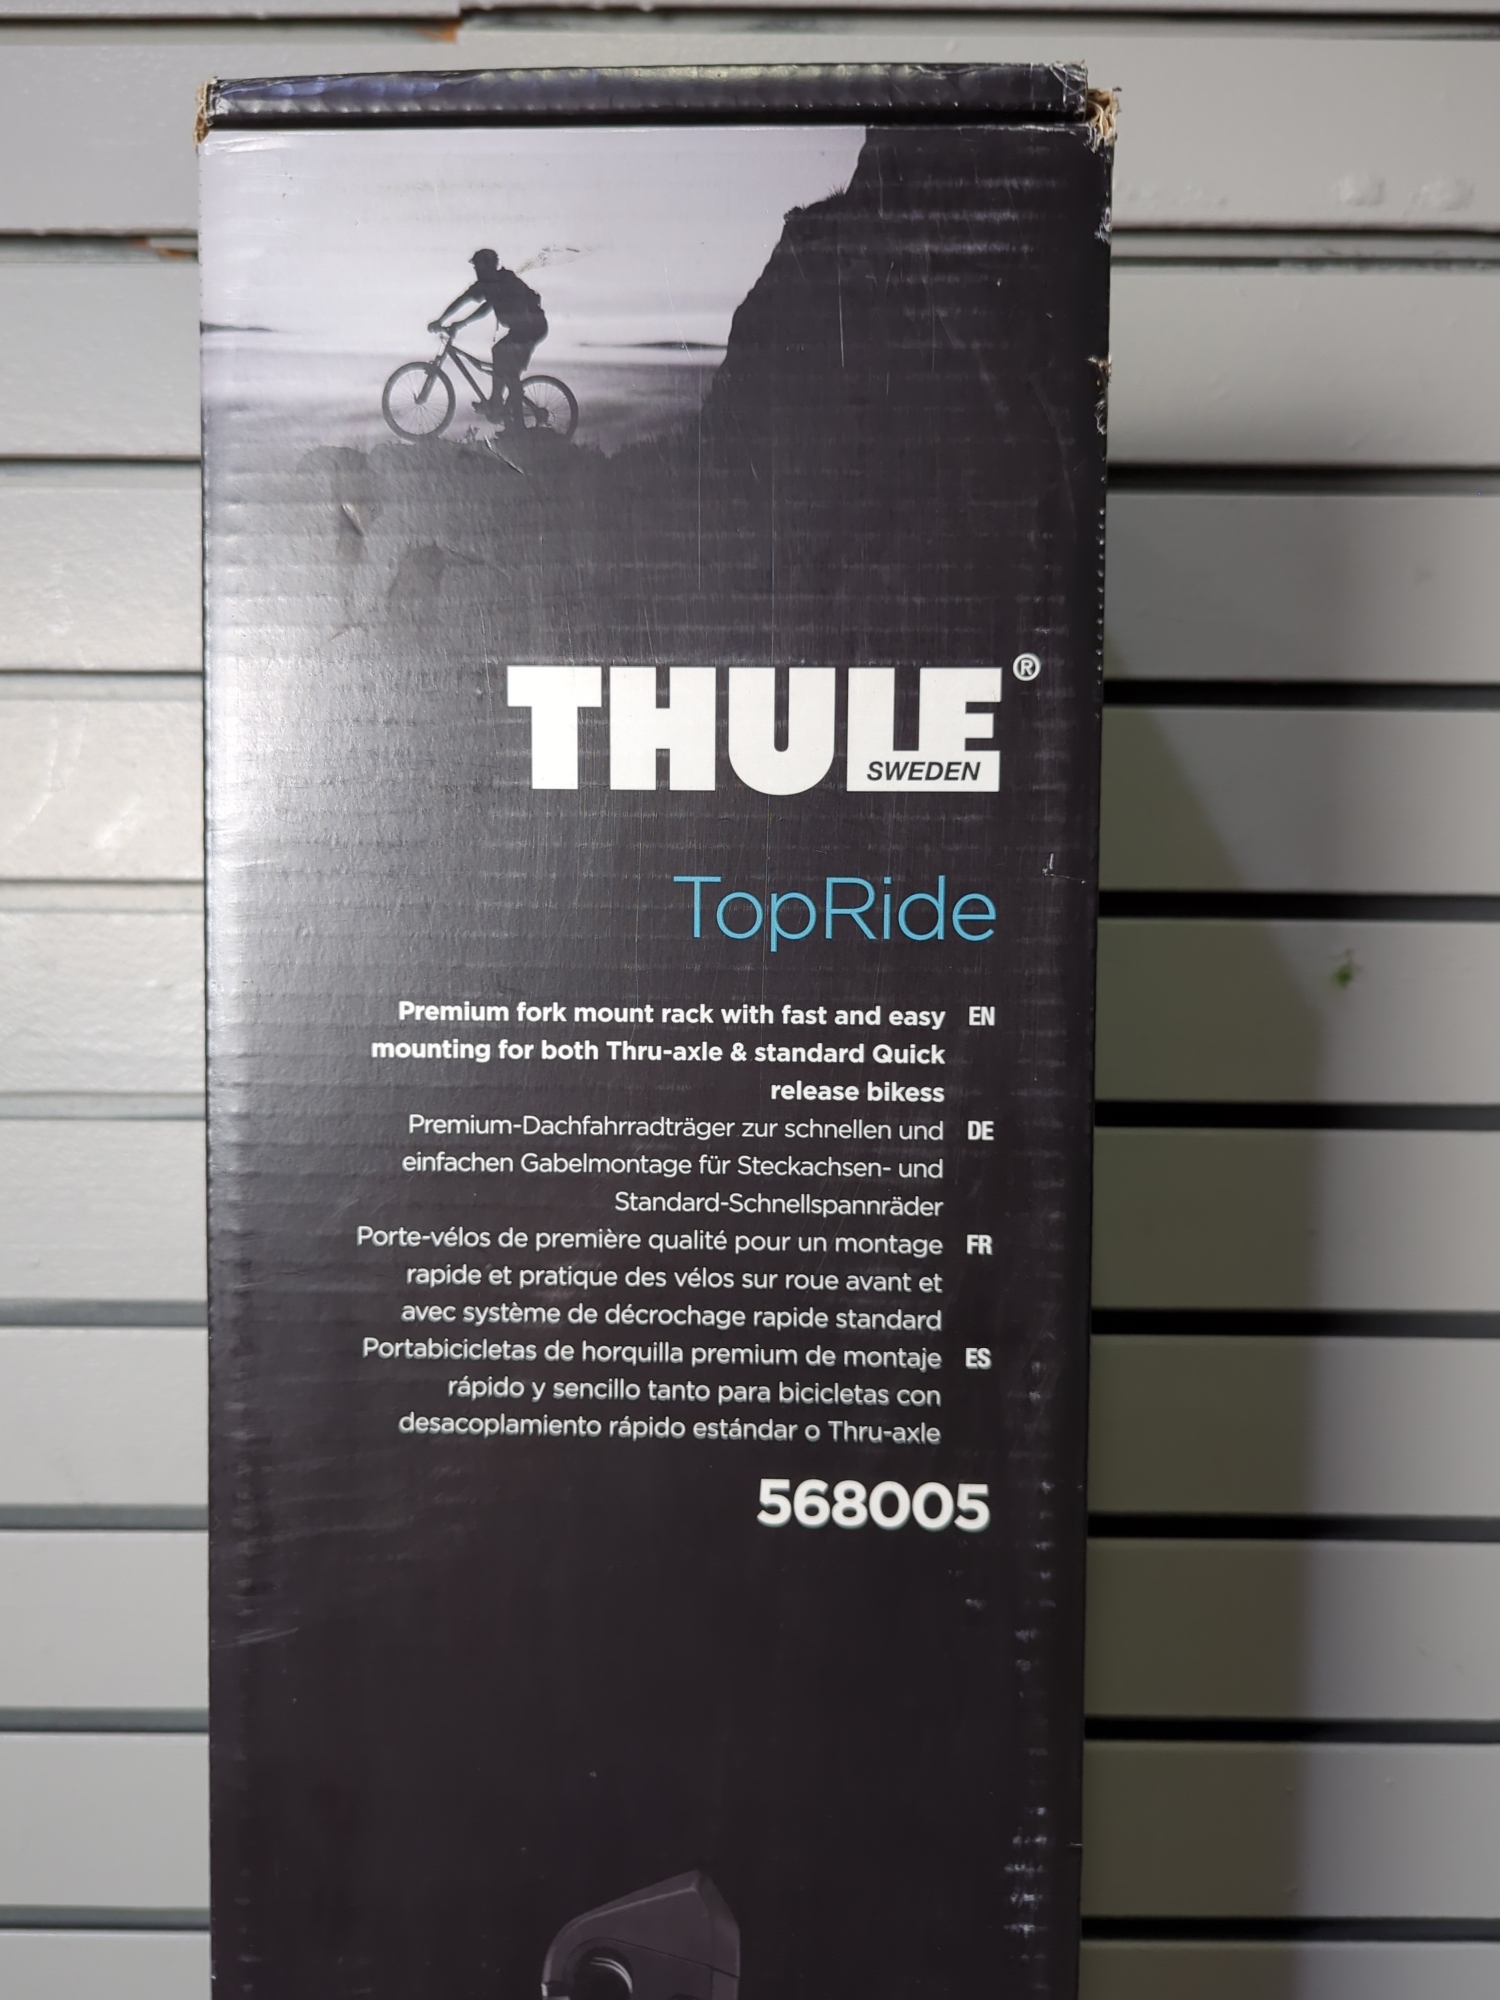 THULE®
SWEDEN
TopRide
Premium fork mount rack with fast and easy EN
mounting for both Thru-axle & standard Quick
release bikess
Premium-Dachfahrradträger zur schnellen und DE
einfachen Gabelmontage für Steckachsen- und
Standard-Schnellspannräder
Porte-vélos de première qualité pour un montage FR
rapide et pratique des vélos sur roue avant et
avec système de décrochage rapide standard
Portabicicletas de horquilla premium de montaje ES
rápido y sencillo tanto para bicicletas con
desacoplamiento rápido estándar o Thru-axle
568005